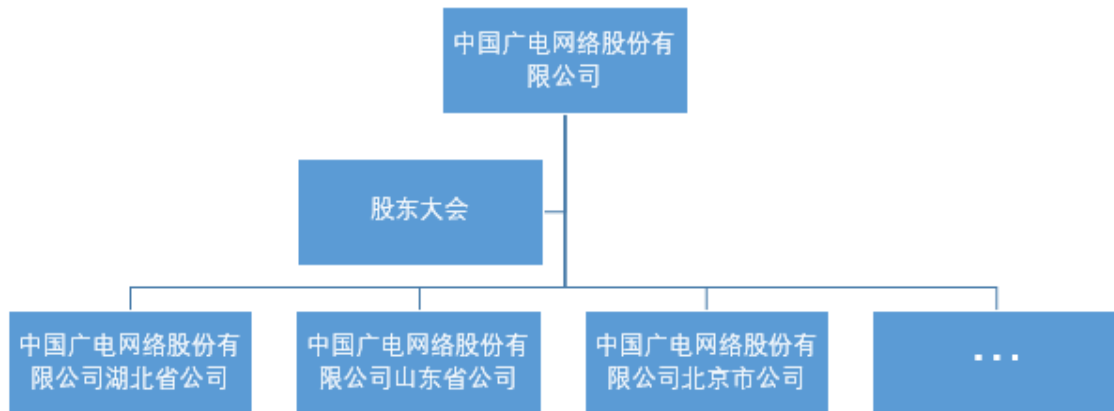 中国广电网络股份有
限公司
股东大会
中国广电网络股份有
限公司湖北省公司
中国广电网络股份有
限公司山东省公司
中国广电网络股份有
限公司北京市公司
...